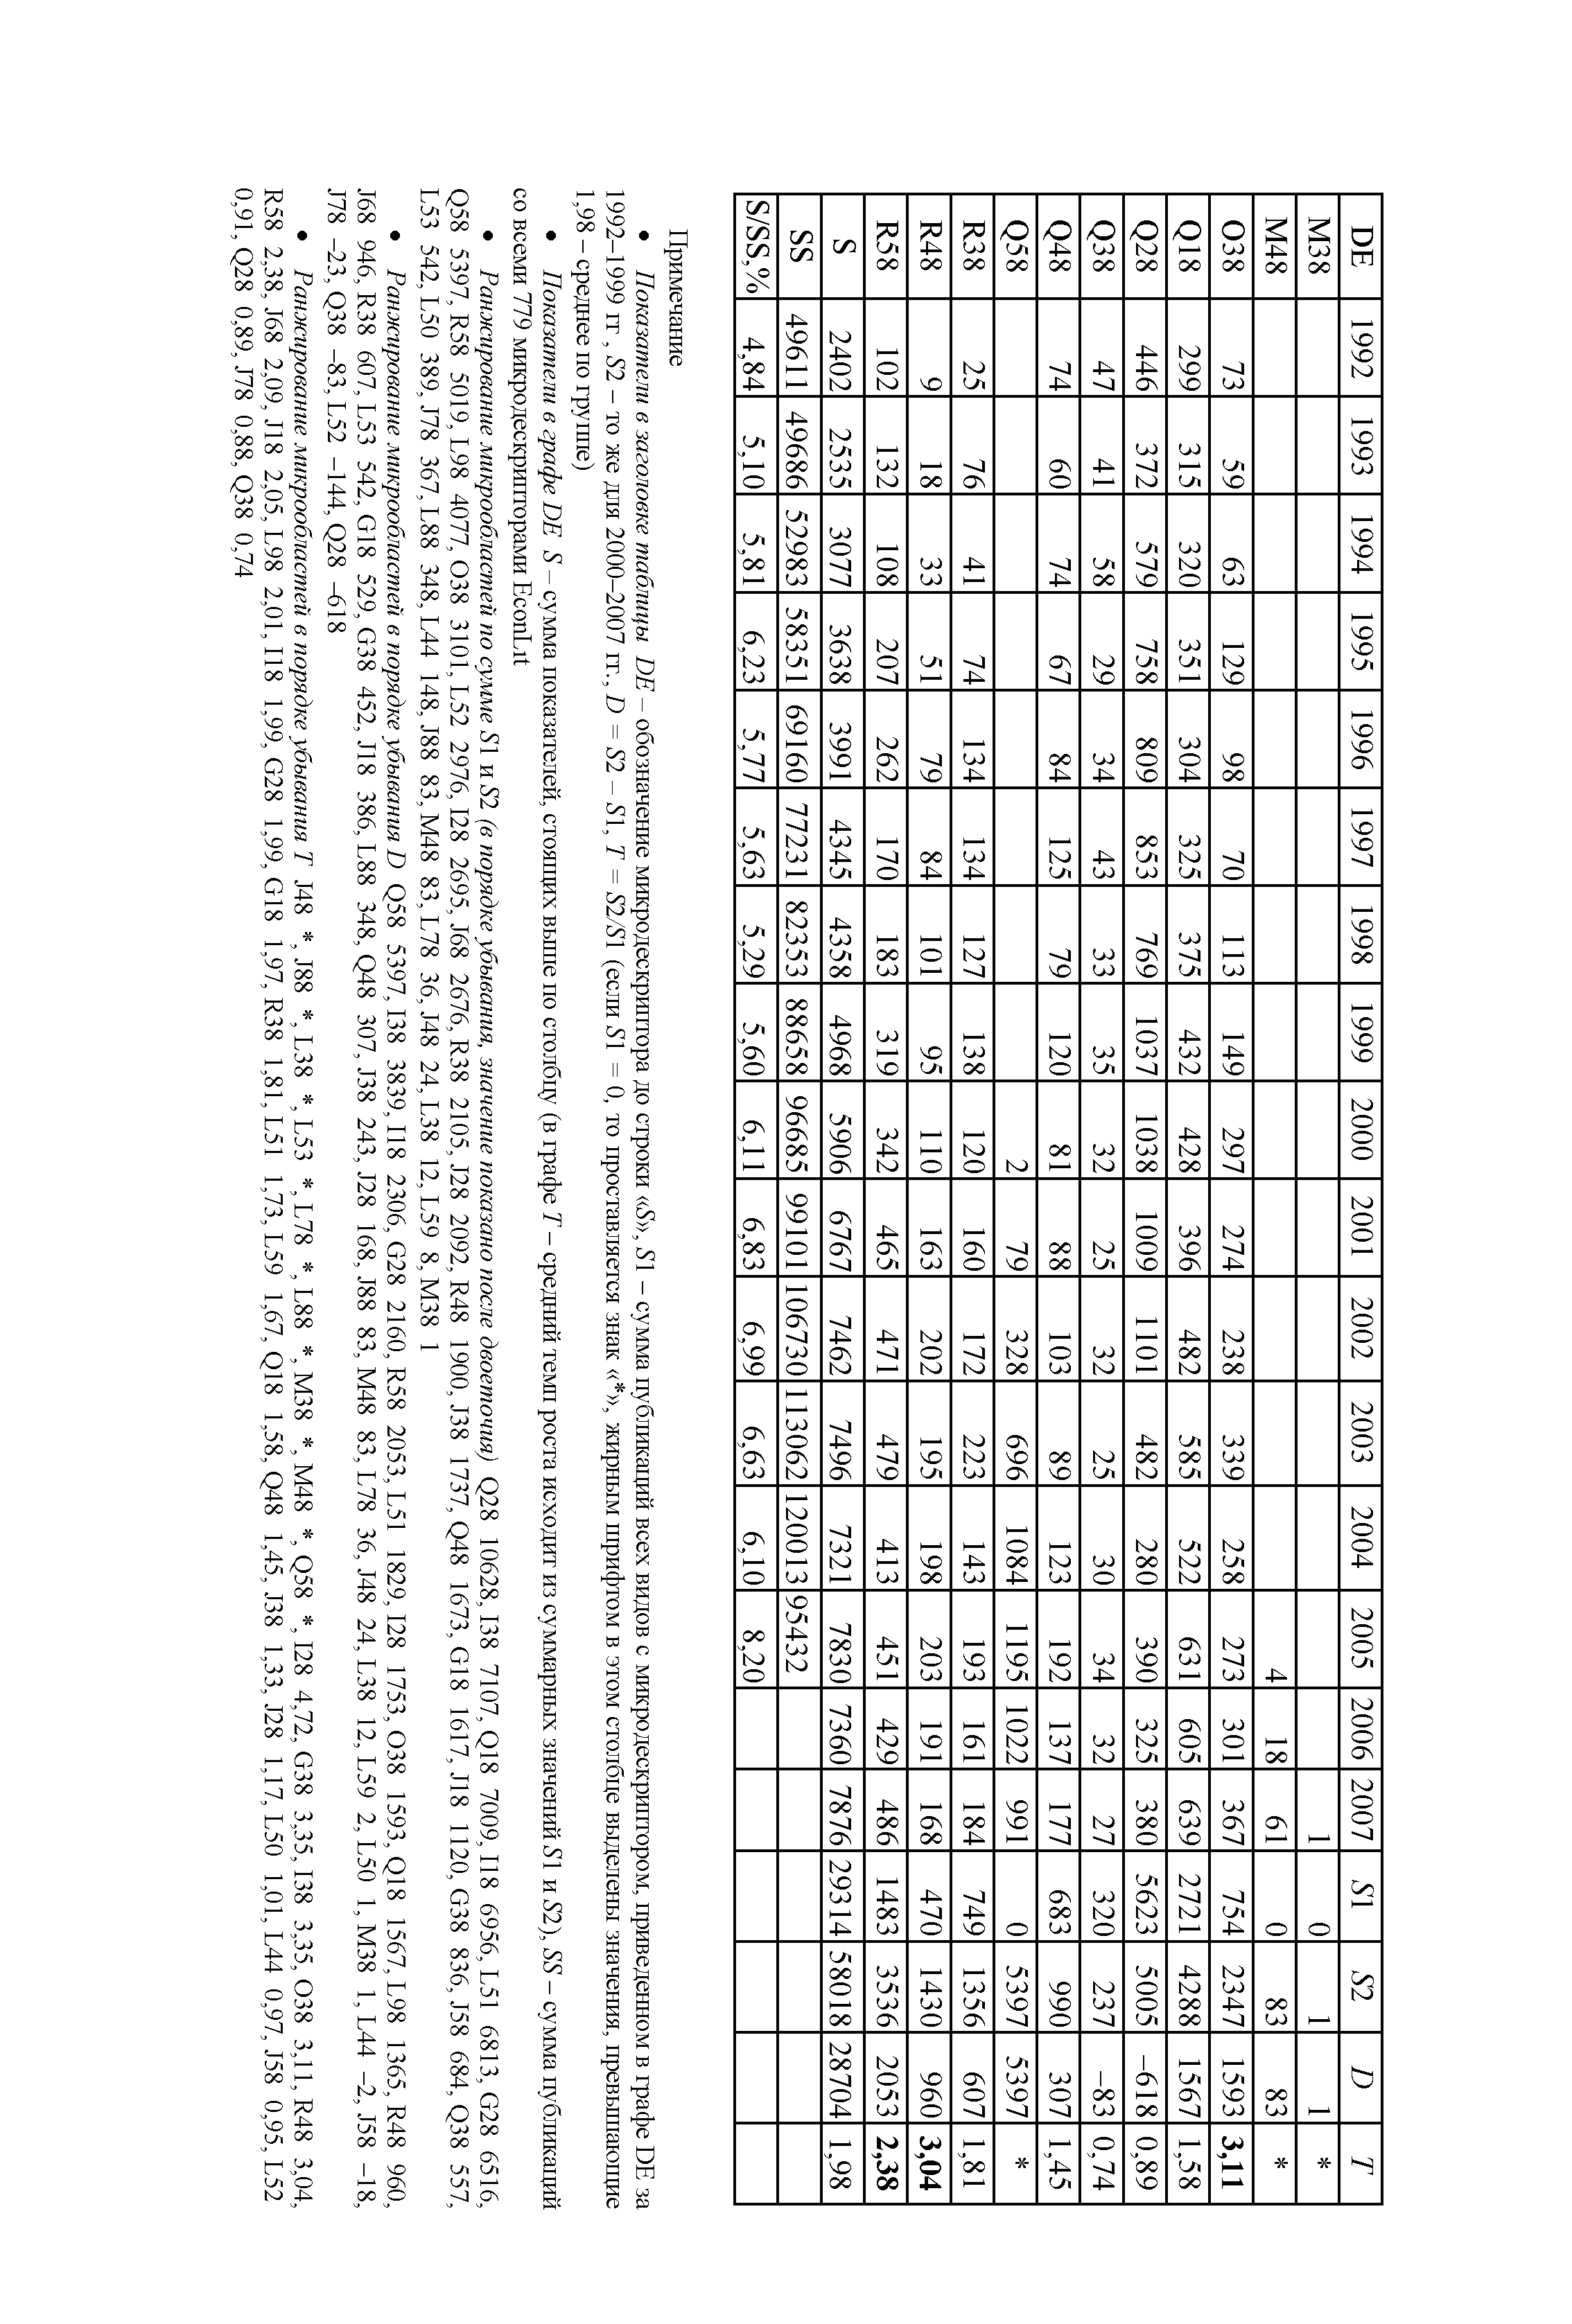 DE 1992 1993 1994 1995 1996 1997 1998 1999 2000 2001 2002 2003 2004 2005 2006 2007 S1 S2 D T
M38 1 0 1 1 *
M48 4 18 61 0 83 83 *
O38 73 59 63 129 98 70 113 149 297 274 238 339 258 273 301 367 754 2347 1593 3,11
Q18 299 315 320 351 304 325 375 432 428 396 482 585 522 631 605 639 2721 4288 1567 1,58
Q28 446 372 579 758 809 853 769 1037 1038 1009 1101 482 280 390 325 380 5623 5005 –618 0,89
Q38 47 41 58 29 34 43 33 35 32 25 32 25 30 34 32 27 320 237 –83 0,74
Q48 74 60 74 67 84 125 79 120 81 88 103 89 123 192 137 177 683 990 307 1,45
Q58 2 79 328 696 1084 1195 1022 991 0 5397 5397 *
R38 25 76 41 74 134 134 127 138 120 160 172 223 143 193 161 184 749 1356 607 1,81
R48 9 18 33 51 79 84 101 95 110 163 202 195 198 203 191 168 470 1430 960 3,04
R58 102 132 108 207 262 170 183 319 342 465 471 479 413 451 429 486 1483 3536 2053 2,38
S 2402 2535 3077 3638 3991 4345 4358 4968 5906 6767 7462 7496 7321 7830 7360 7876 29314 58018 28704 1,98
SS 49611 49686 52983 58351 69160 77231 82353 88658 96685 99101 106730 113062 120013 95432
S/SS,% 4,84 5,10 5,81 6,23 5,77 5,63 5,29 5,60 6,11 6,83 6,99 6,63 6,10 8,20
Примечание
• Показатели в заголовке таблицы DE – обозначение микродескриптора до строки «S», S1 – сумма публикаций всех видов с микродескриптором, приведенном в графе DE за
1992–1999 гг , S2 – то же для 2000–2007 гг., D = S2 – S1, T = S2/S1 (если S1 = 0, то проставляется знак «*», жирным шрифтом в этом столбце выделены значения, превышающие
1,98 – среднее по группе)
• Показатели в графе DE S – сумма показателей, стоящих выше по столбцу (в графе T – средний темп роста исходит из суммарных значений S1 и S2), SS – сумма публикаций
со всеми 779 микродескрипторами EconLit
• Ранжирование микрообластей по сумме S1 и S2 (в порядке убывания, значение показано после двоеточия) Q28 10628, I38 7107, Q18 7009, I18 6956, L51 6813, G28 6516,
Q58 5397, R58 5019, L98 4077, O38 3101, L52 2976, I28 2695, J68 2676, R38 2105, J28 2092, R48 1900, J38 1737, Q48 1673, G18 1617, J18 1120, G38 836, J58 684, Q38 557,
L53 542, L50 389, J78 367, L88 348, L44 148, J88 83, M48 83, L78 36, J48 24, L38 12, L59 8, M38 1
• Ранжирование микрообластей в порядке убывания D Q58 5397, I38 3839, I18 2306, G28 2160, R58 2053, L51 1829, I28 1753, O38 1593, Q18 1567, L98 1365, R48 960,
J68 946, R38 607, L53 542, G18 529, G38 452, J18 386, L88 348, Q48 307, J38 243, J28 168, J88 83, M48 83, L78 36, J48 24, L38 12, L59 2, L50 1, M38 1, L44 –2, J58 –18,
J78 –23, Q38 –83, L52 –144, Q28 –618
• Ранжирование микрообластей в порядке убывания T J48 *, J88 *, L38 *, L53 *, L78 *, L88 *, M38 *, M48 *, Q58 *, I28 4,72, G38 3,35, I38 3,35, O38 3,11, R48 3,04,
R58 2,38, J68 2,09, J18 2,05, L98 2,01, I18 1,99, G28 1,99, G18 1,97, R38 1,81, L51 1,73, L59 1,67, Q18 1,58, Q48 1,45, J38 1,33, J28 1,17, L50 1,01, L44 0,97, J58 0,95, L52
0,91, Q28 0,89, J78 0,88, Q38 0,74